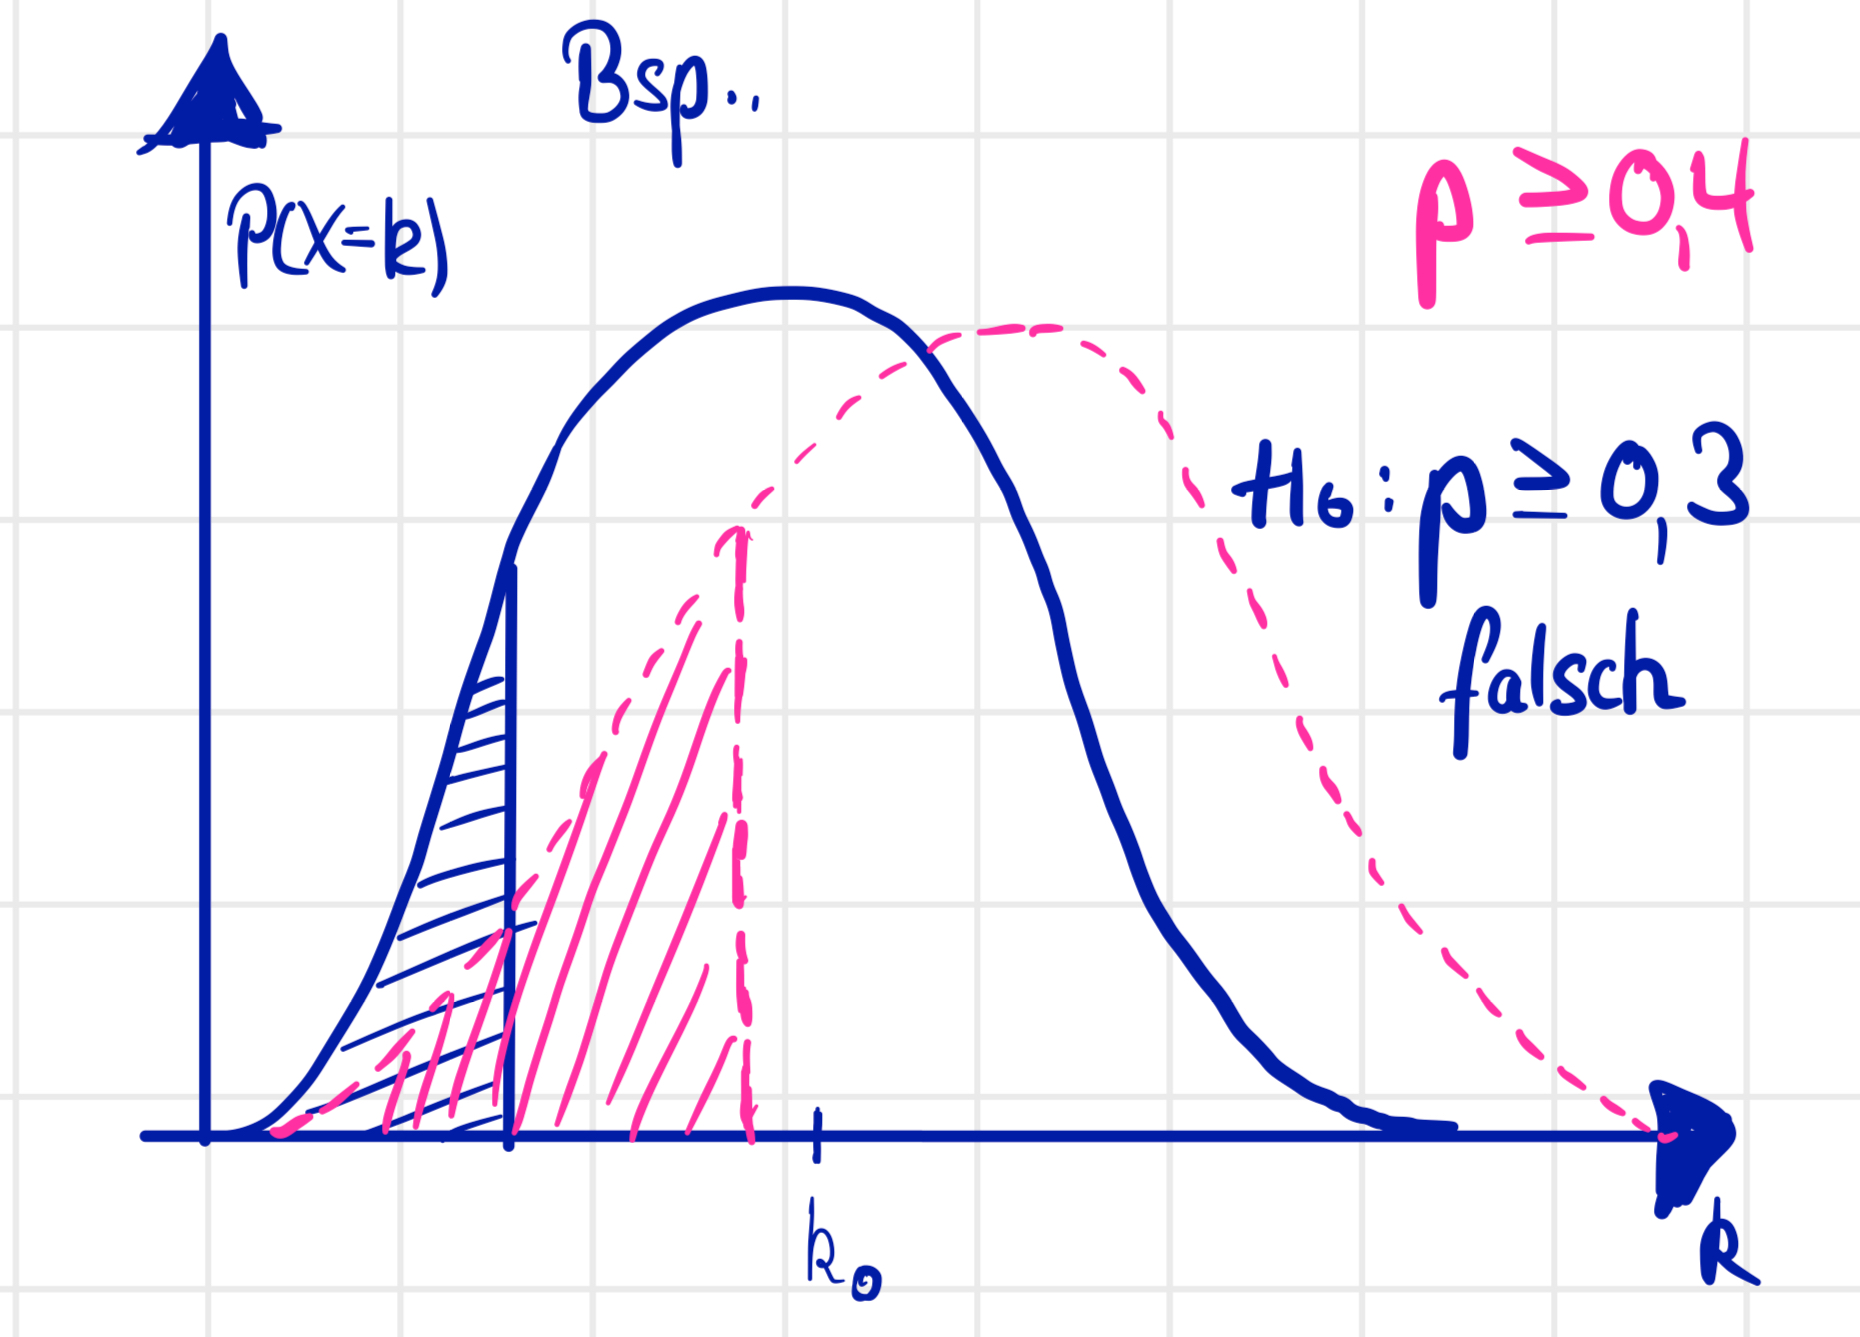 Bsp..
P(X=k)
p ≥ 0,4
H₀: p ≥ 0,3
falsch
k₀
k